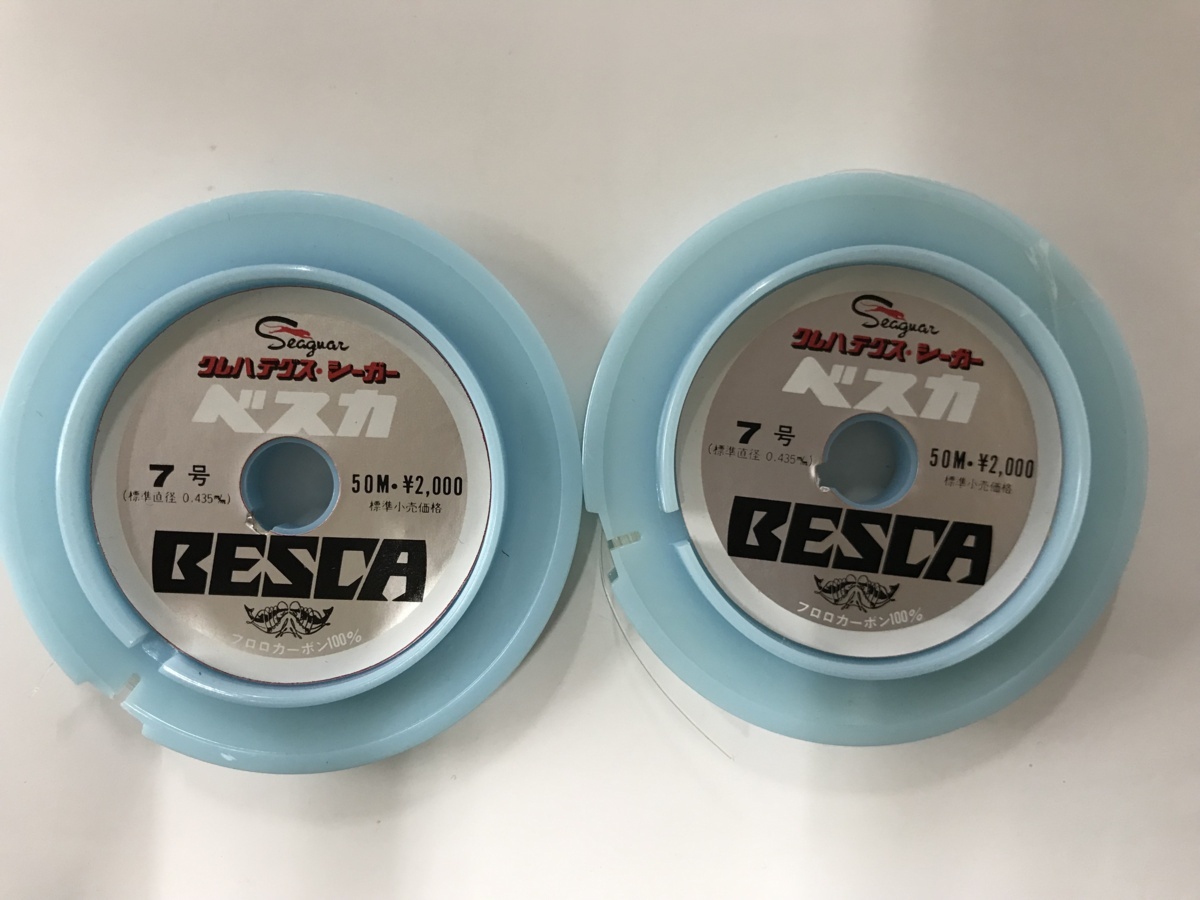 Seaguar
クレハテグス・シーガー
ベスカ
7号
(標準直径 0.435㎜)
50M・¥2,000
標準小売価格
BESCA
フロロカーボン100%
Seaguar
クレハテグス・シーガー
ベスカ
7号
(標準直径 0.435㎜)
50M・¥2,000
標準小売価格
BESCA
フロロカーボン100%